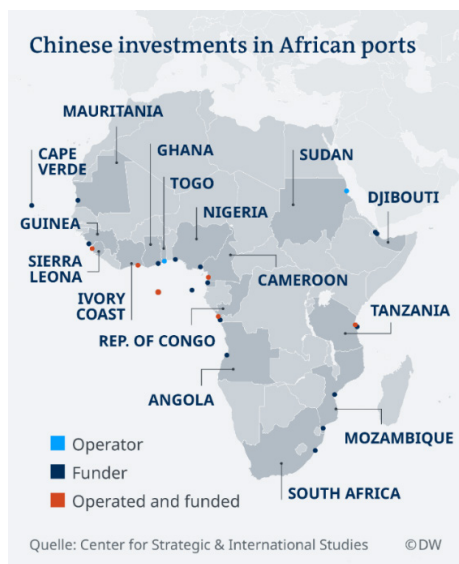 Chinese investments in African ports
MAURITANIA
CAPE
VERDE
GHANA
SUDAN
TOGO
DJIBOUTI
NIGERIA
GUINEA
SIERRA
LEONA
CAMEROON
IVORY
COAST
TANZANIA
REP. OF CONGO
ANGOLA
MOZAMBIQUE
Operator
Funder
Operated and funded
SOUTH AFRICA
Quelle: Center for Strategic & International Studies
©DW